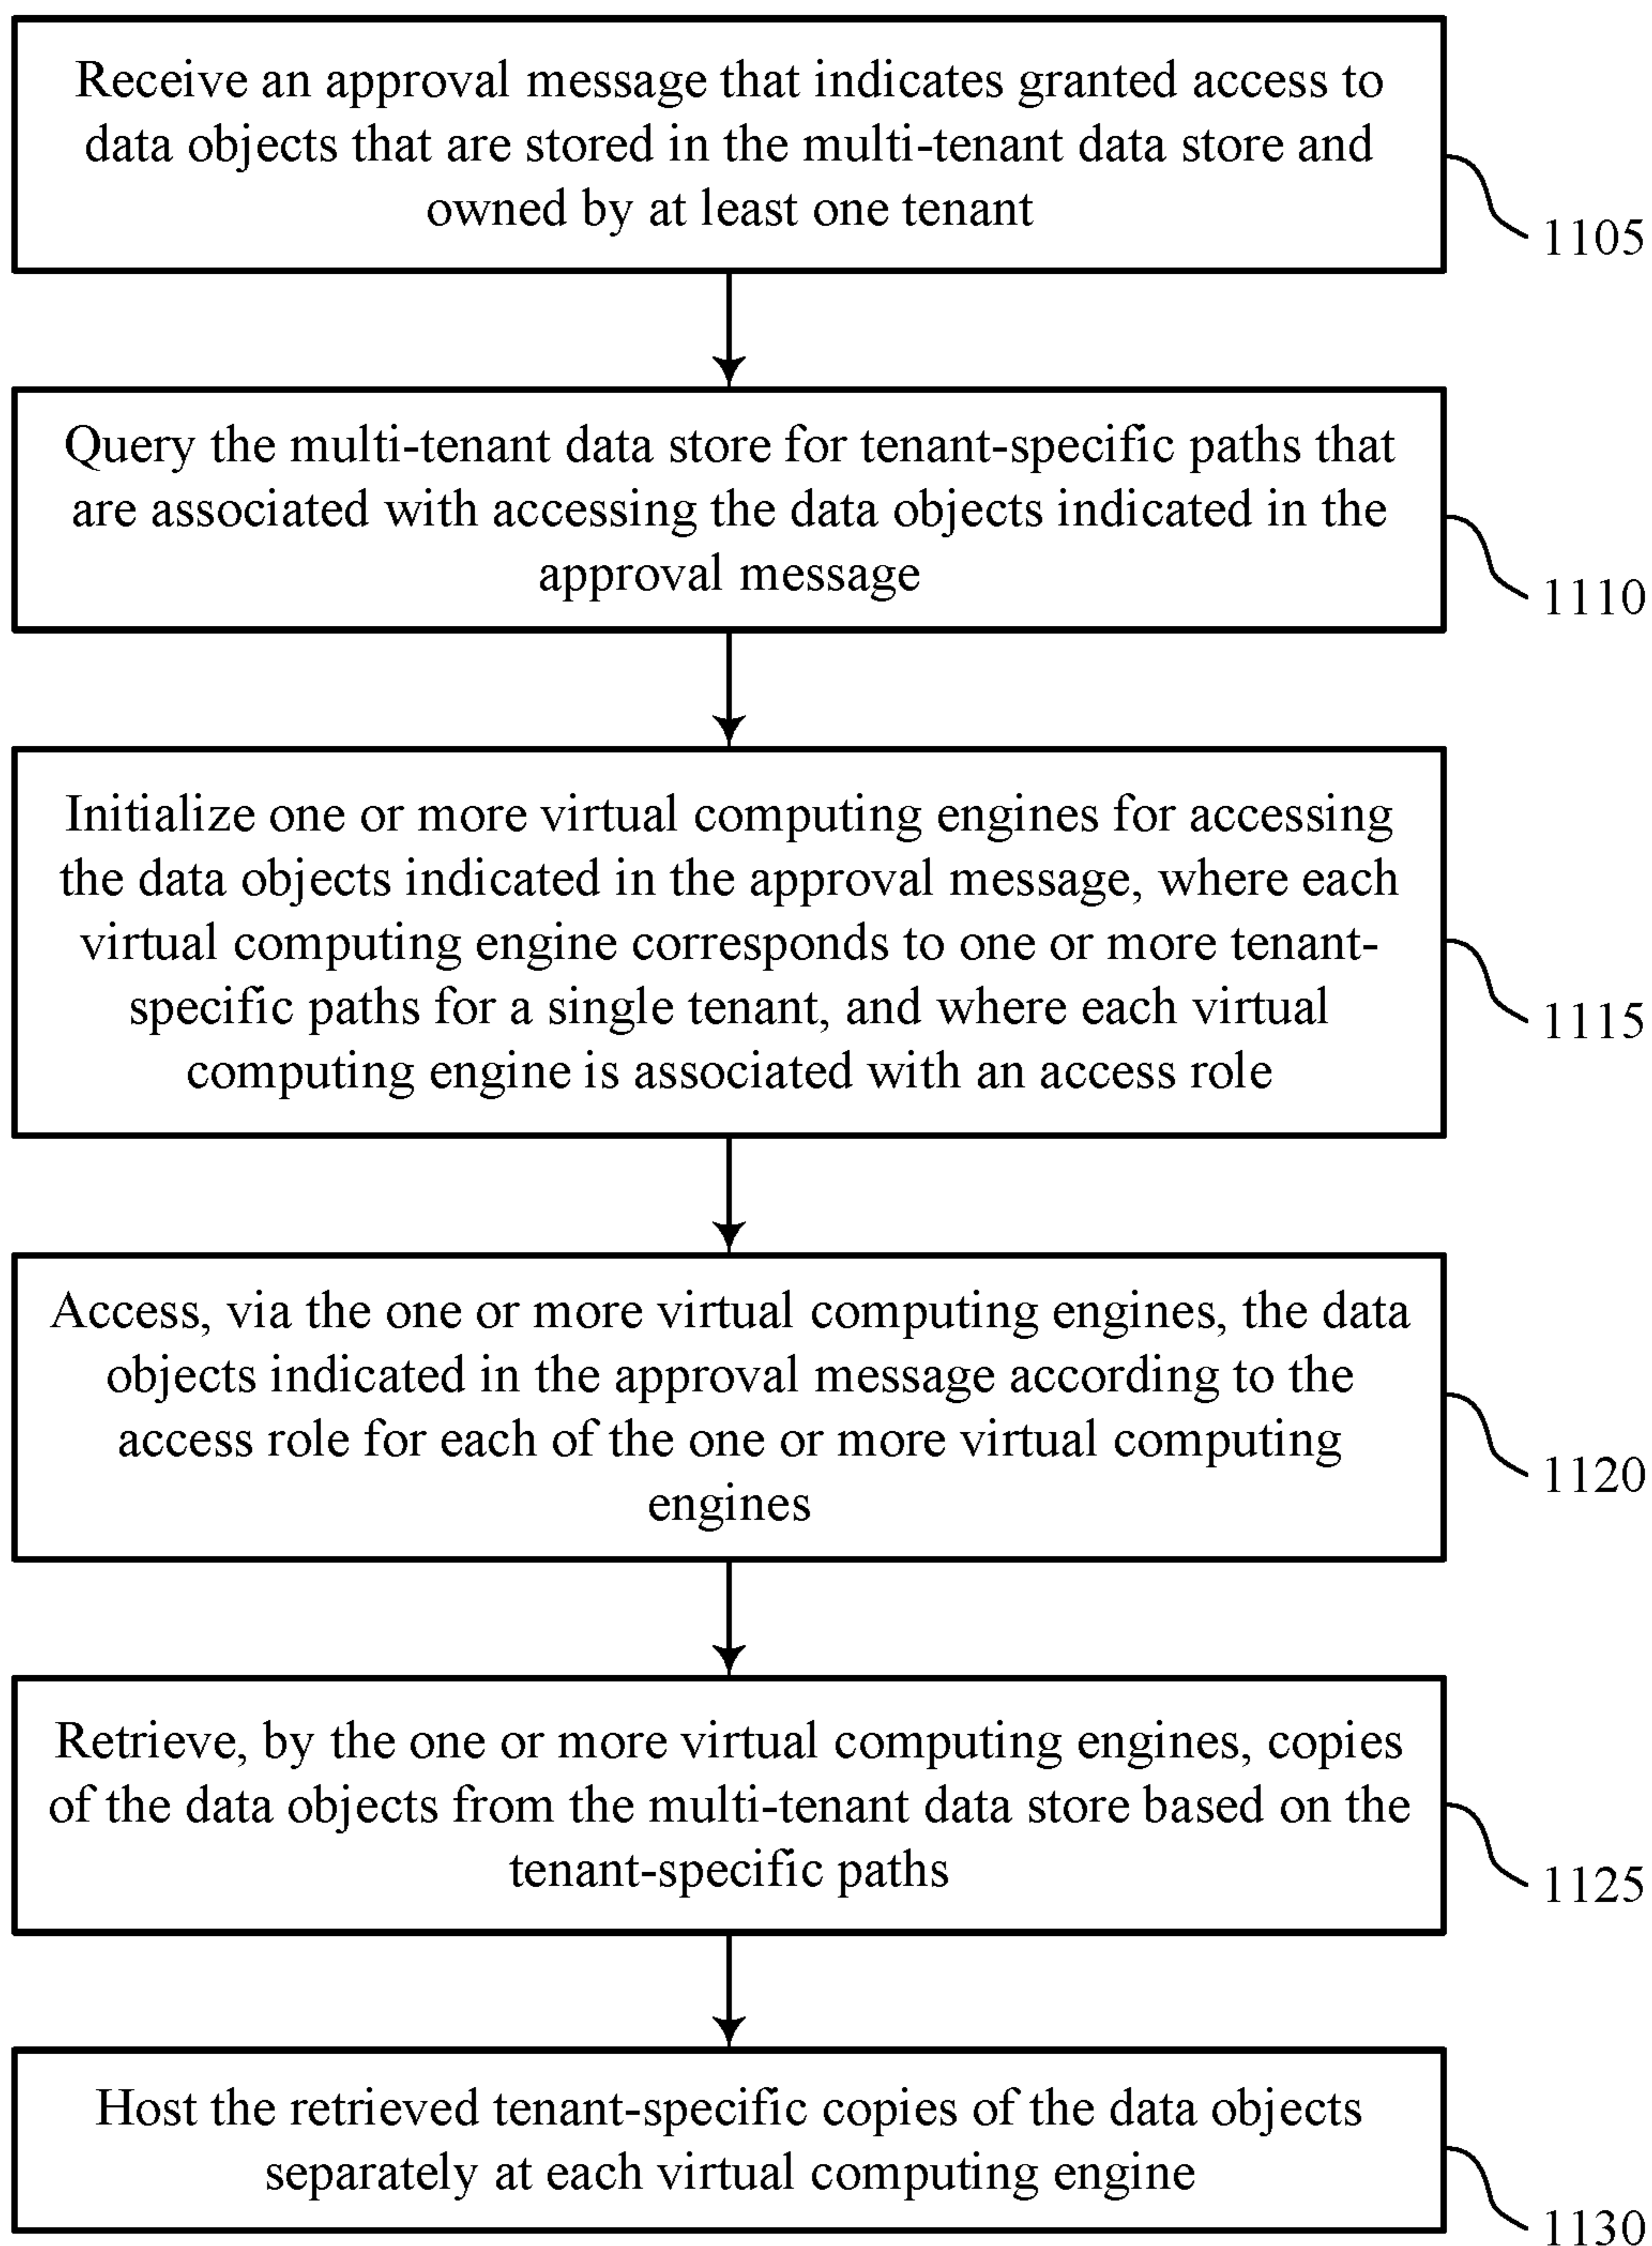 Receive an approval message that indicates granted access to
data objects that are stored in the multi-tenant data store and
owned by at least one tenant
1105
Query the multi-tenant data store for tenant-specific paths that
are associated with accessing the data objects indicated in the
approval message
1110
Initialize one or more virtual computing engines for accessing
the data objects indicated in the approval message, where each
virtual computing engine corresponds to one or more tenant-
specific paths for a single tenant, and where each virtual
computing engine is associated with an access role
1115
Access, via the one or more virtual computing engines, the data
objects indicated in the approval message according to the
access role for each of the one or more virtual computing
engines
1120
Retrieve, by the one or more virtual computing engines, copies
of the data objects from the multi-tenant data store based on the
tenant-specific paths
1125
Host the retrieved tenant-specific copies of the data objects
separately at each virtual computing engine
1130